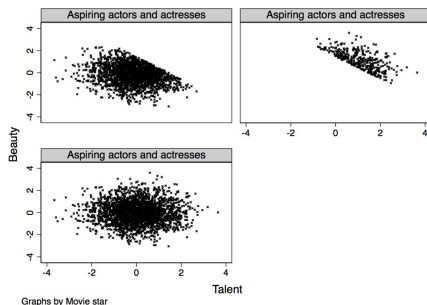 Aspiring actors and actresses
Aspiring actors and actresses
4
2
0
-2
-4
-4 -2 0 2 4
Aspiring actors and actresses
4
2
0
-2
-4
-4 -2 0 2 4
Beauty
Talent
Graphs by Movie star